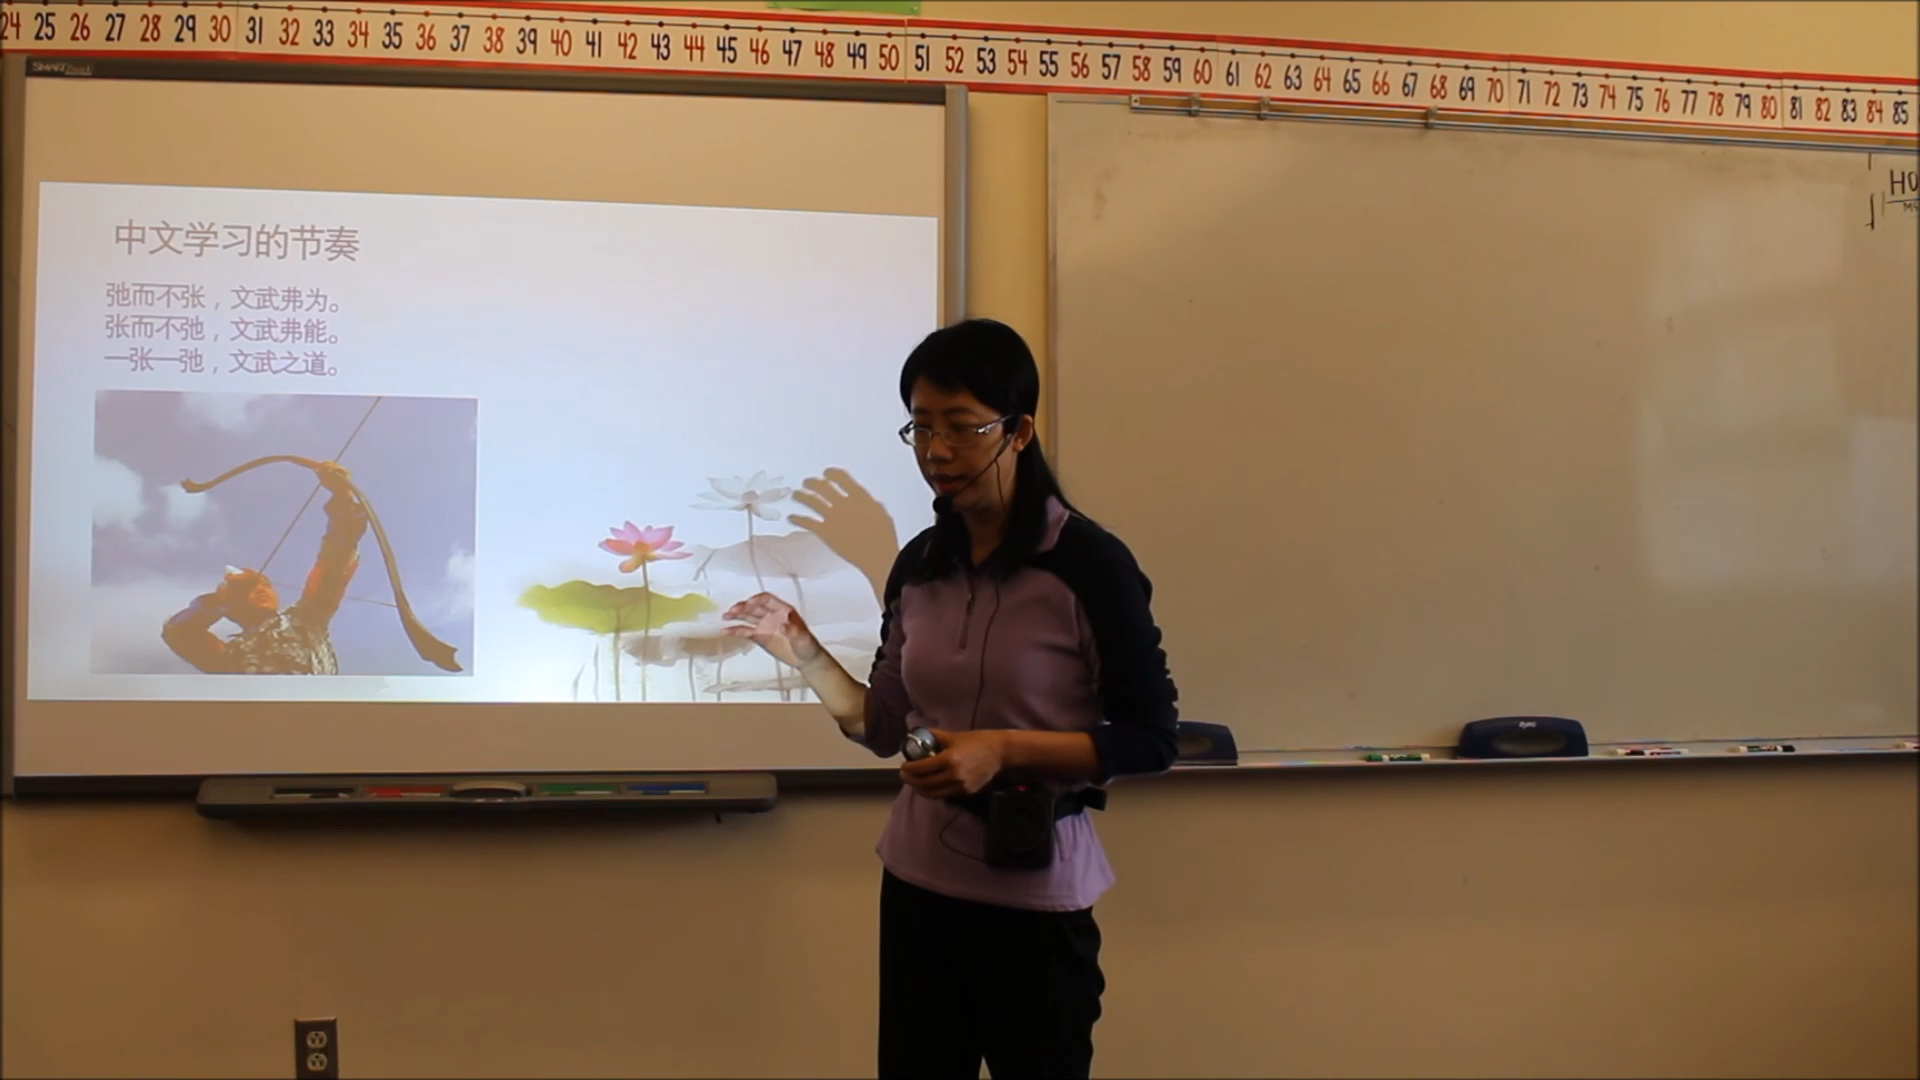 24 25 26 27 28 29 30 31 32 33 34 35 36 37 38 39 40 41 42 43 44 45 46 47 48 49 50 51 52 53 54 55 56 57 58 59 60 61 62 63 64 65 66 67 68 69 70 71 72 73 74 75 76 77 78 79 80 81 82 83 84 85
中文学习的节奏
弛而不张，文武弗为。
张而不弛，文武弗能。
一张一弛，文武之道。
HO